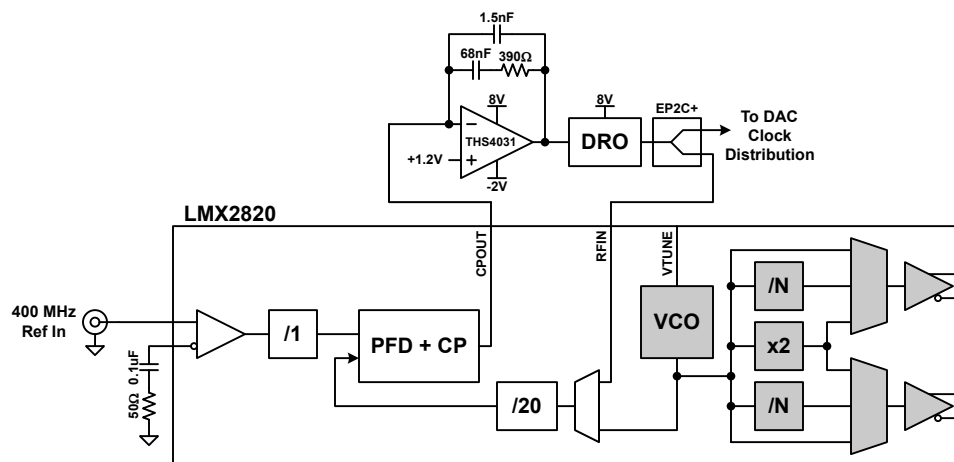 1.5nF
68nF
390Ω
8V
THS4031
+1.2V
-2V
8V
DRO
EP2C+
To DAC
Clock
Distribution
LMX2820
CPOUT
RFIN
VTUNE
400 MHz
Ref In
/1
PFD + CP
/20
VCO
/N
x2
/N
50Ω 0.1uF